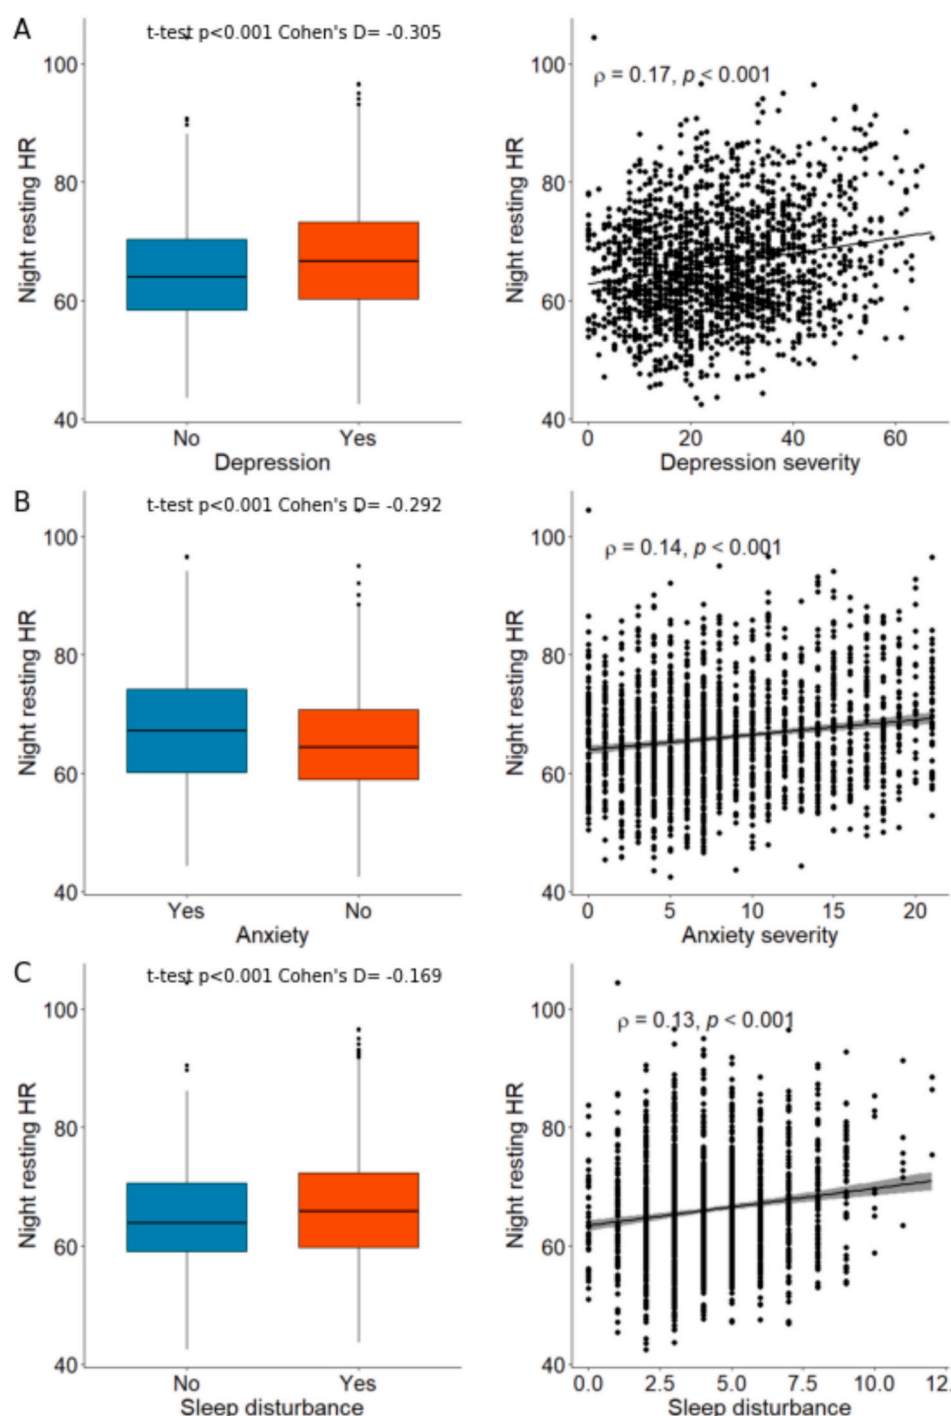 A
t-test p<0.001 Cohen's D= -0.305
Night resting HR
100
80
60
40
No Yes
Depression
ρ = 0.17, p < 0.001
Night resting HR
100
80
60
40
0 20 40 60
Depression severity
B
t-test p<0.001 Cohen's D= -0.292
Night resting HR
100
80
60
40
Yes No
Anxiety
ρ = 0.14, p < 0.001
Night resting HR
100
80
60
40
0 5 10 15 20
Anxiety severity
C
t-test p<0.001 Cohen's D= -0.169
Night resting HR
100
80
60
40
No Yes
Sleep disturbance
ρ = 0.13, p < 0.001
Night resting HR
100
80
60
40
0.0 2.5 5.0 7.5 10.0 12.
Sleep disturbance